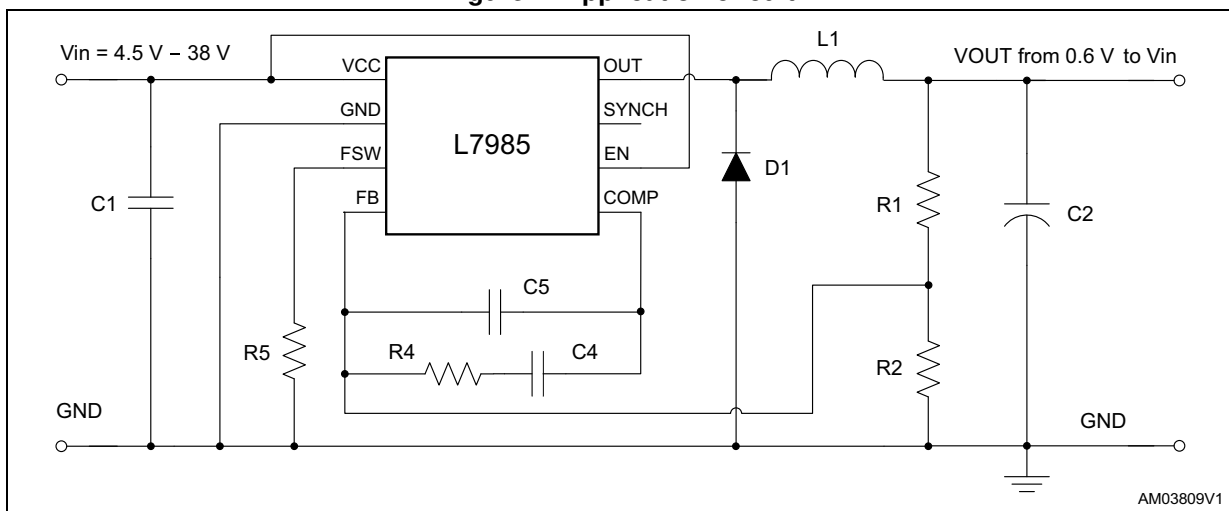 Vin = 4.5 V – 38 V
L1
VOUT from 0.6 V to Vin
VCC
OUT
GND
SYNCH
L7985
FSW
EN
D1
FB
COMP
C1
R1
C2
C5
R5
R4
C4
R2
GND
GND
AM03809V1